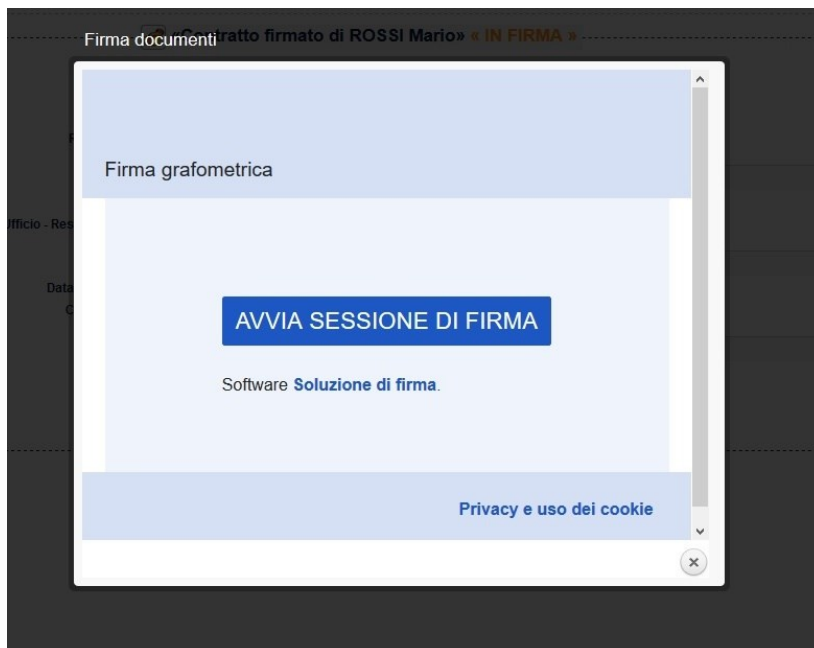 «Contratto firmato di ROSSI Mario» « IN FIRMA »
Firma documenti
Firma grafometrica
Data
AVVIA SESSIONE DI FIRMA
Software Soluzione di firma.
Privacy e uso dei cookie